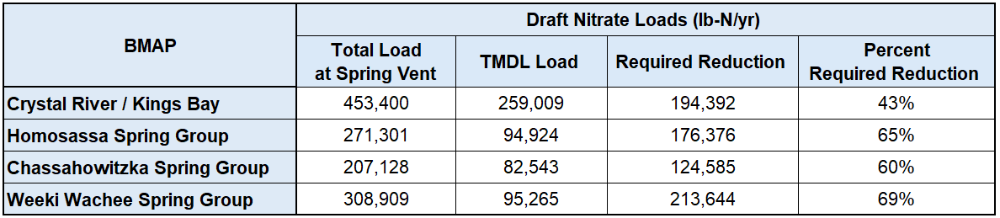 BMAP
Draft Nitrate Loads (lb-N/yr)
Total Load
at Spring Vent
TMDL Load
Required Reduction
Percent
Required Reduction
Crystal River / Kings Bay 453,400 259,009 194,392 43%
Homosassa Spring Group 271,301 94,924 176,376 65%
Chassahowitzka Spring Group 207,128 82,543 124,585 60%
Weeki Wachee Spring Group 308,909 95,265 213,644 69%